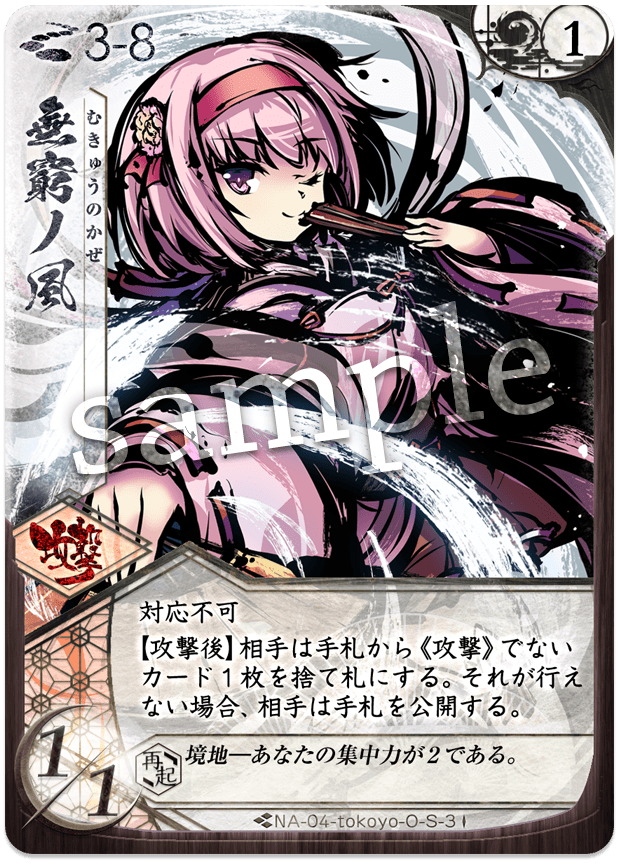 3-8
1
無窮ノ風
むきゅうのかぜ
sample
攻撃
対応不可
【攻撃後】相手は手札から《攻撃》でない
カード１枚を捨て札にする。それが行え
ない場合、相手は手札を公開する。
1/1
再起
境地―あなたの集中力が２である。
NA-04-tokoyo-O-S-3